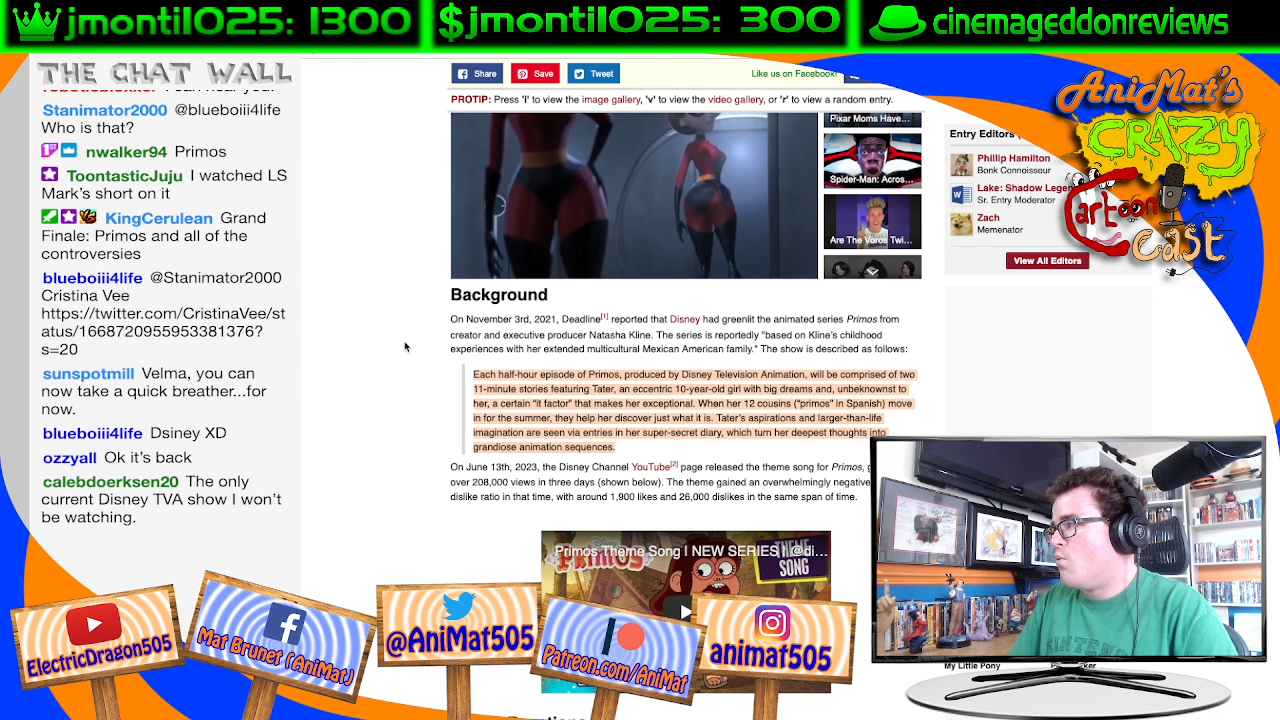 jmonti1025: 1300
$jmonti1025: 300
cinemageddonreviews
THE CHAT WALL
Stanimator2000 @blueboiii4life
Who is that?
nwalker94 Primos
ToontasticJuju I watched LS
Mark's short on it
KingCerulean Grand
Finale: Primos and all of the
controversies
blueboiii4life @Stanimator2000
Cristina Vee
https://twitter.com/CristinaVee/st
atus/1668720955953381376?
s=20
sunspotmill Velma, you can
now take a quick breather...for
now.
blueboiii4life Dsiney XD
ozzyall Ok it's back
calebdoerksen20 The only
current Disney TVA show I won't
be watching.
Share
Save
Tweet
Like us on Facebook!
PROTIP: Press 'i' to view the image gallery, 'v' to view the video gallery, or 'r' to view a random entry.
Pixar Moms Have...
Spider-Man: Acros...
Are The Voros Twi...
Entry Editors
Phillip Hamilton
Bonk Connoisseur
Lake: Shadow Legen
Sr. Entry Moderator
Zach
Memenator
View All Editors
AniMat's
CRAZY
Cartoon
Cast
Background
On November 3rd, 2021, Deadline[1] reported that Disney had greenlit the animated series Primos from
creator and executive producer Natasha Kline. The series is reportedly "based on Kline's childhood
experiences with her extended multicultural Mexican American family." The show is described as follows:
Each half-hour episode of Primos, produced by Disney Television Animation, will be comprised of two
11-minute stories featuring Tater, an eccentric 10-year-old girl with big dreams and, unbeknownst to
her, a certain "it factor" that makes her exceptional. When her 12 cousins ("primos" in Spanish) move
in for the summer, they help her discover just what it is. Tater's aspirations and larger-than-life
imagination are seen via entries in her super-secret diary, which turn her deepest thoughts into
grandiose animation sequences.
On June 13th, 2023, the Disney Channel YouTube[2] page released the theme song for Primos,
over 208,000 views in three days (shown below). The theme gained an overwhelmingly negative
dislike ratio in that time, with around 1,900 likes and 26,000 dislikes in the same span of time.
Primos Theme Song | NEW SERIES | @di...
PRIMOS
THEME
SONG
ElectricDragon505
Mat Brunet (AniMat)
@AniMat505
Patreon.com/AniMat
animat505
My Little Pony